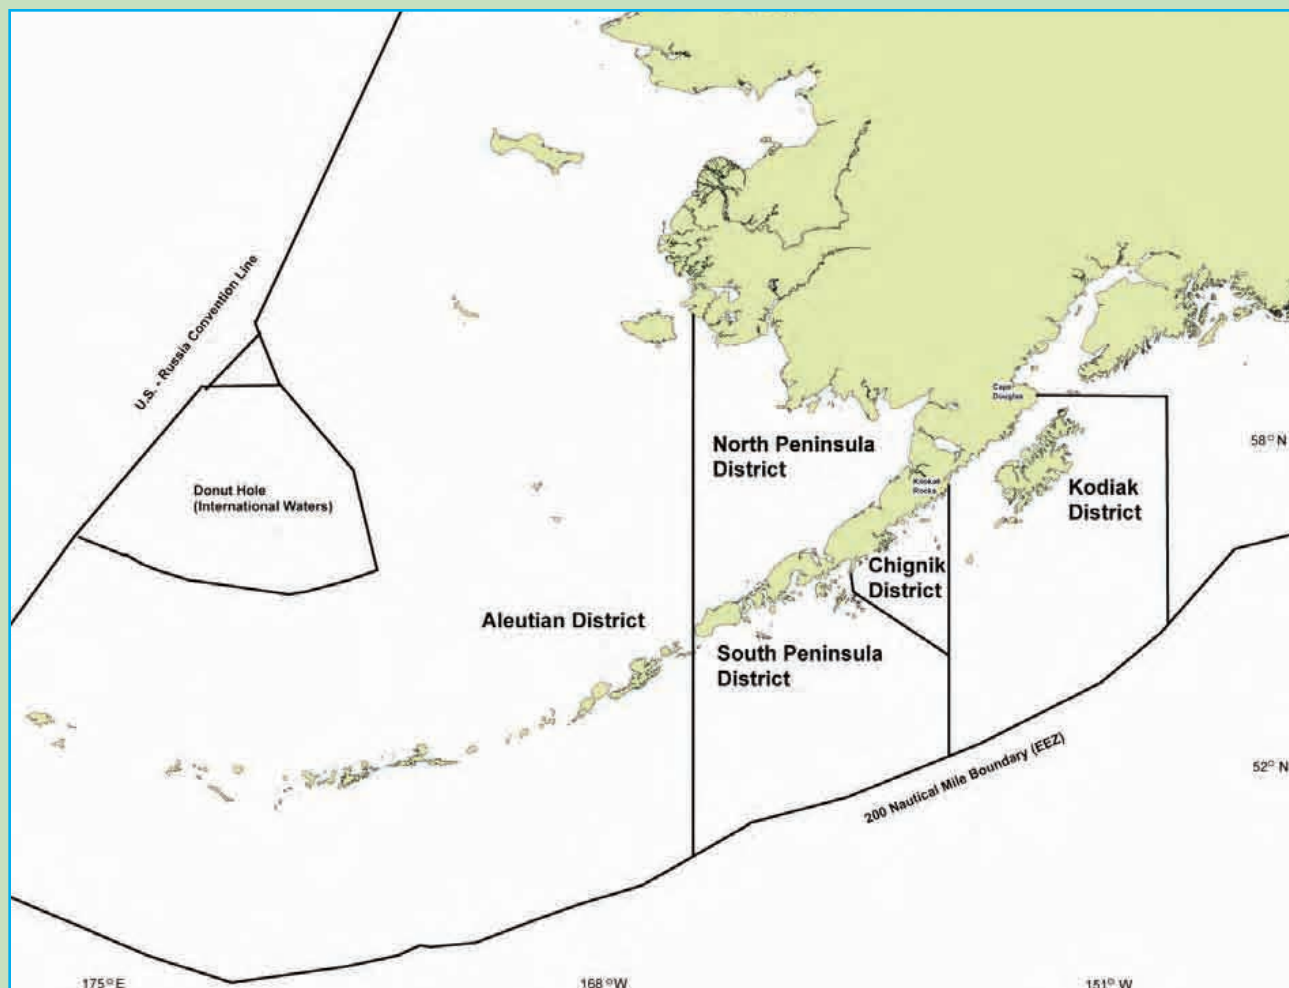 U.S. - Russia Convention Line
Cape
Douglas
58° N
North Peninsula
District
Kodiak
District
Donut Hole
(International Waters)
Rocks
Chignik
District
Aleutian District
South Peninsula
District
52° N
200 Nautical Mile Boundary (EEZ)
175°E
168°W
151° W